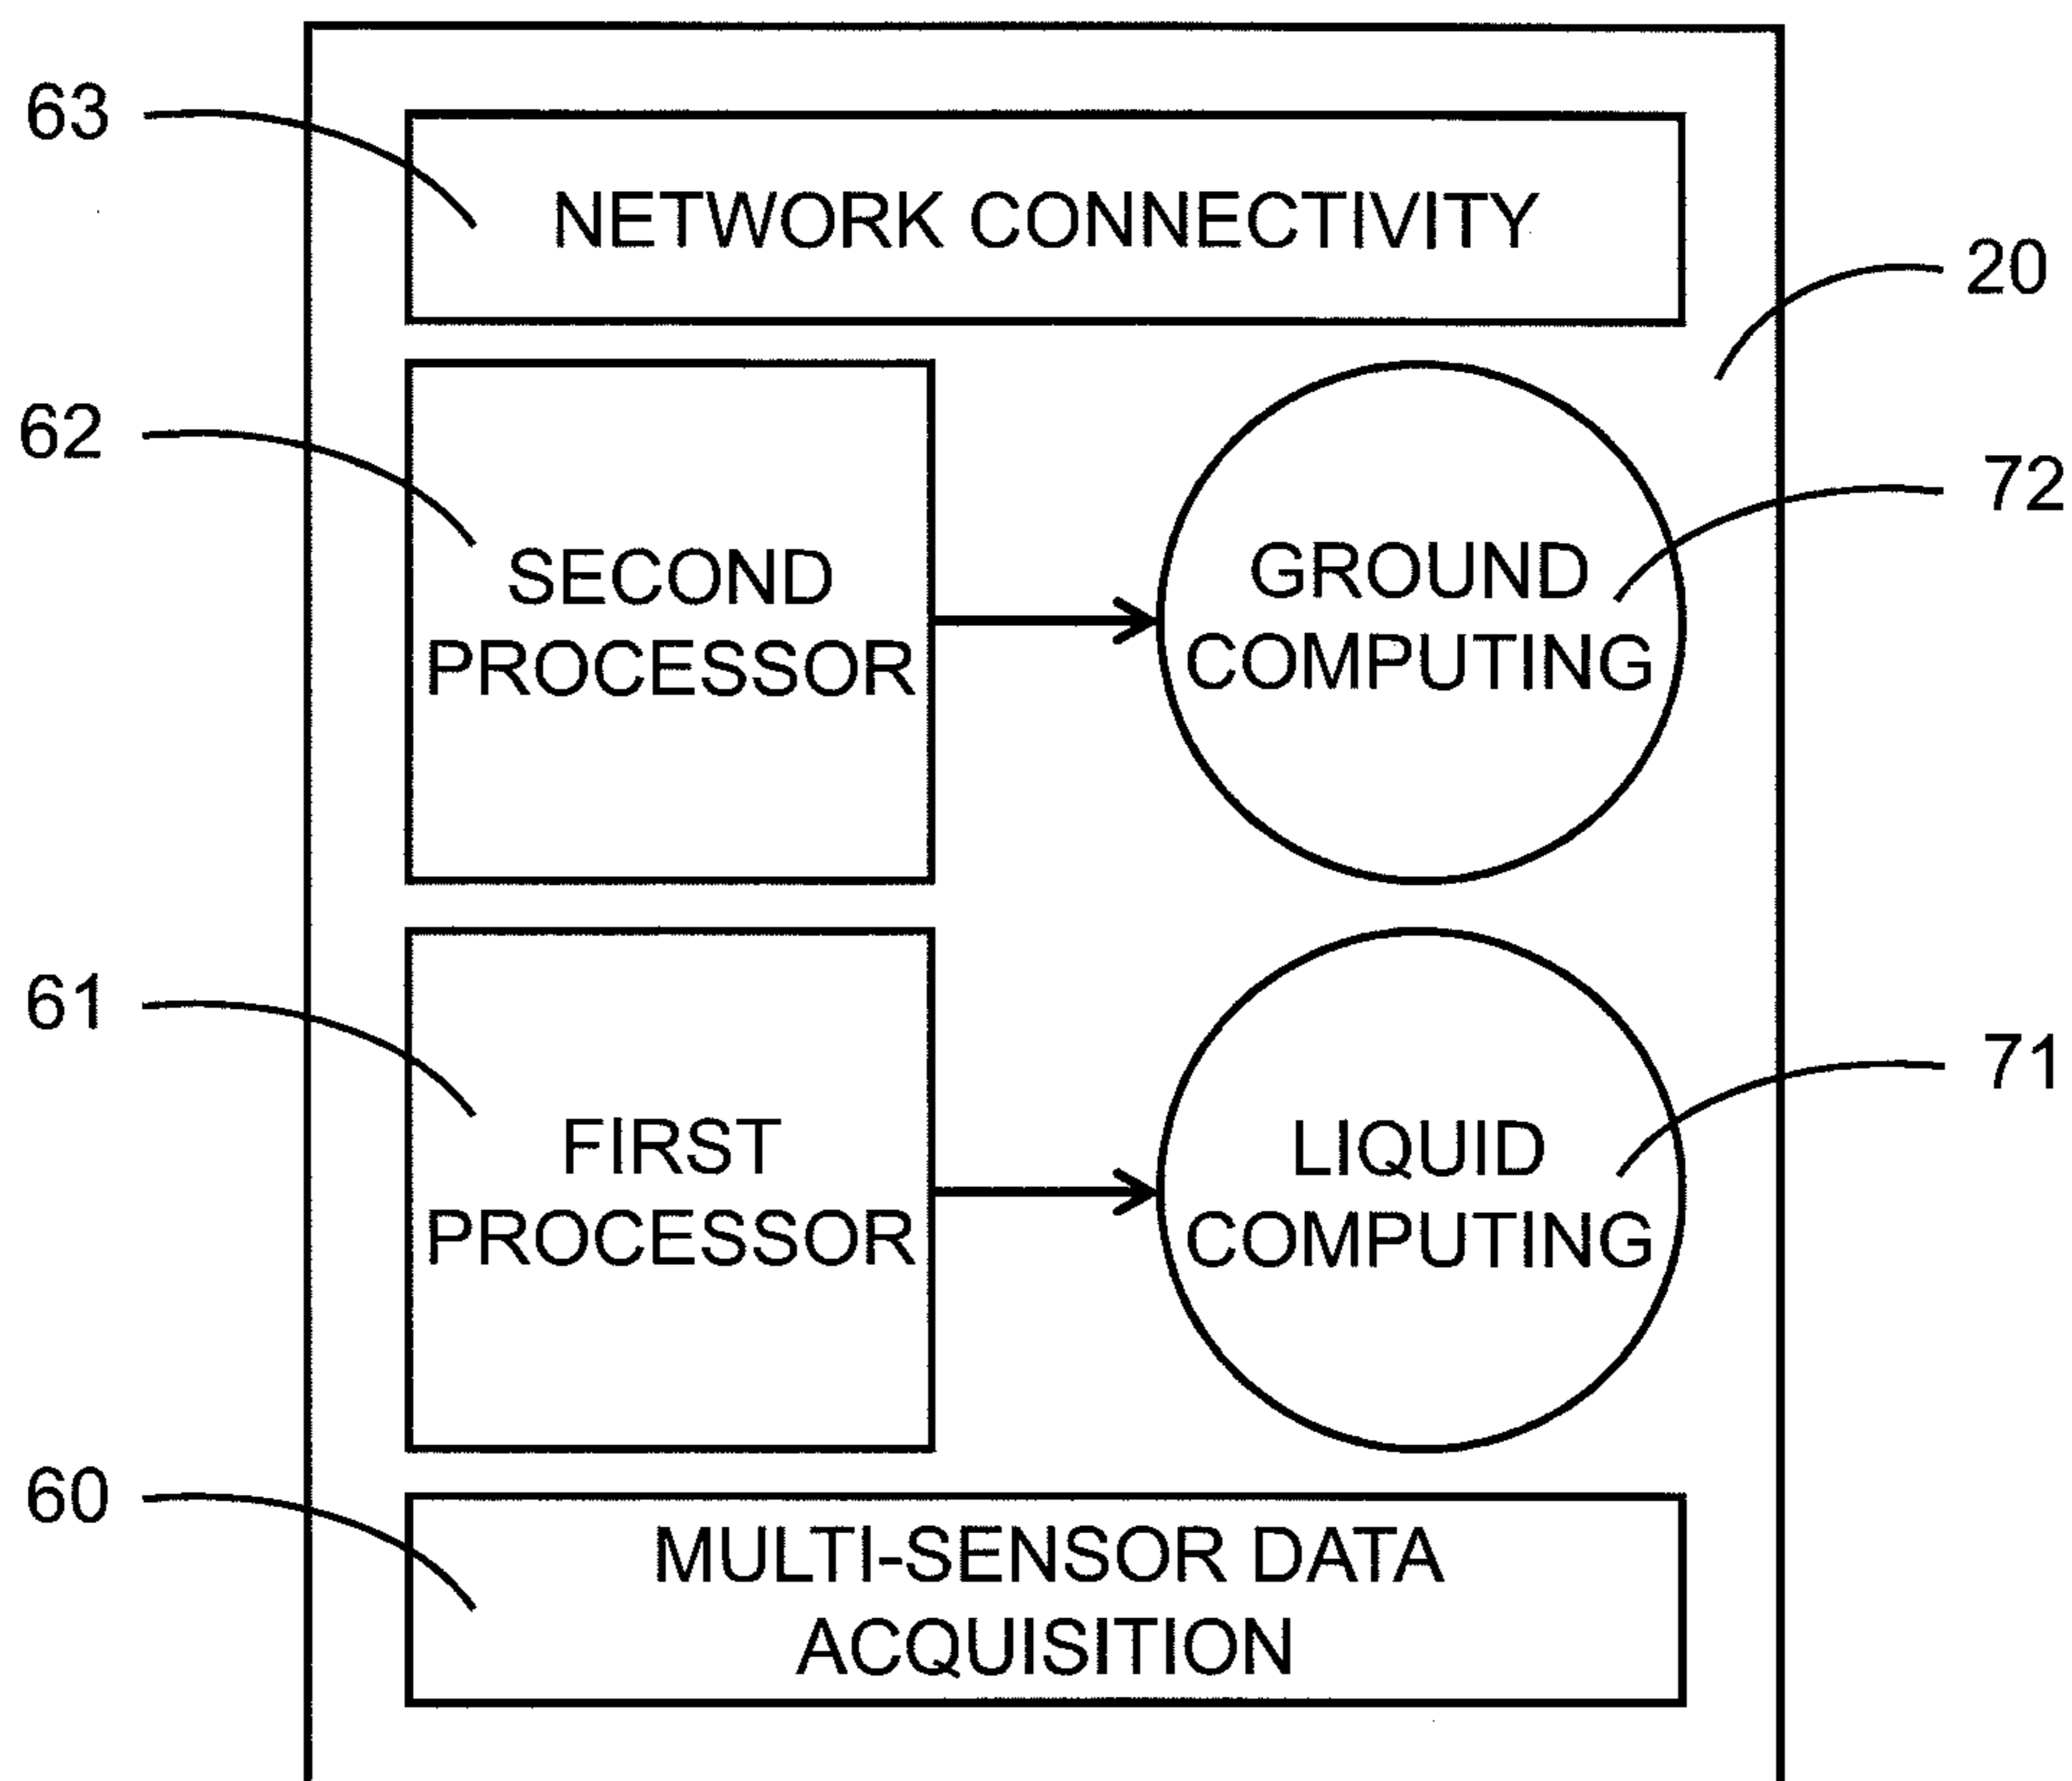 63
NETWORK CONNECTIVITY
20
62
SECOND
PROCESSOR
GROUND
COMPUTING
72
61
FIRST
PROCESSOR
LIQUID
COMPUTING
71
60
MULTI-SENSOR DATA
ACQUISITION